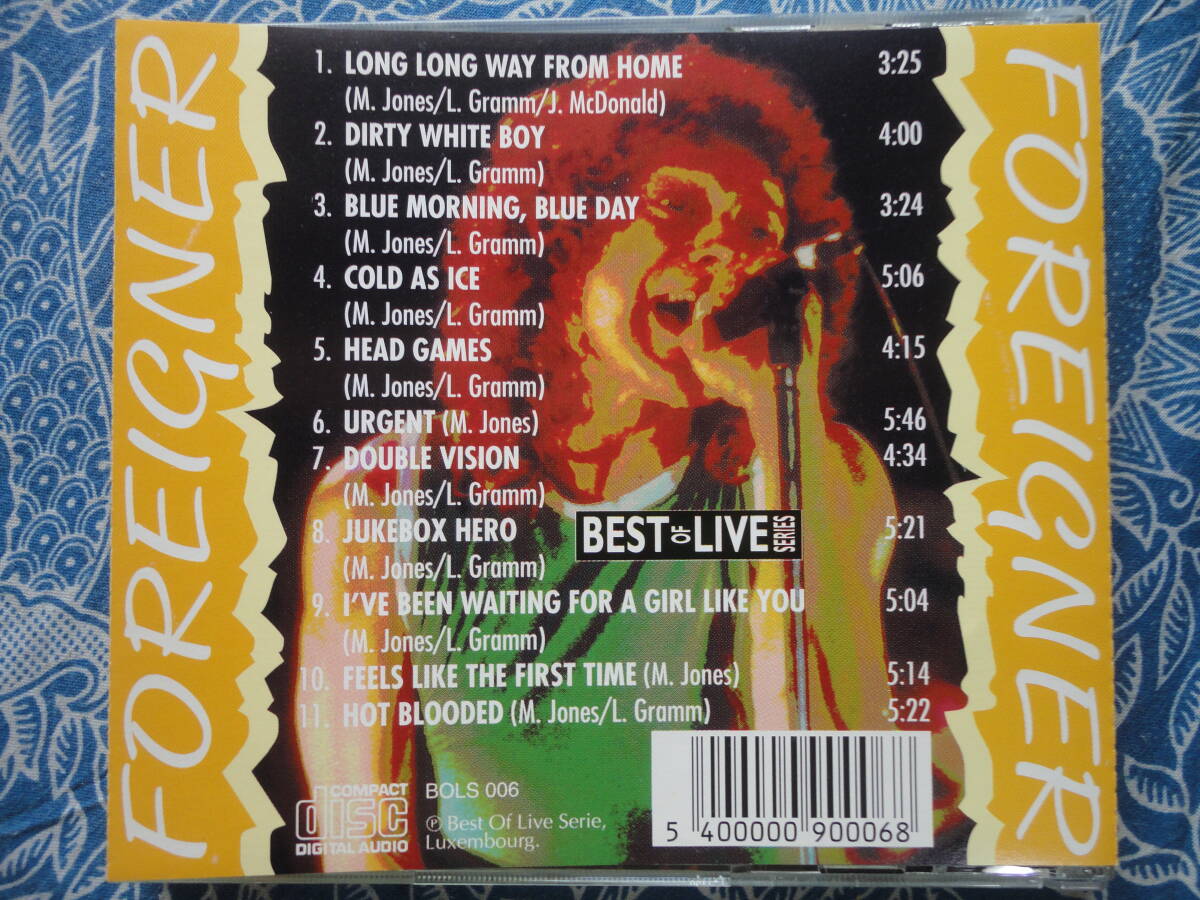 FOREIGNER
1. LONG LONG WAY FROM HOME 3:25
(M. Jones/L. Gramm/J. McDonald)
2. DIRTY WHITE BOY 4:00
(M. Jones/L. Gramm)
3. BLUE MORNING, BLUE DAY 3:24
(M. Jones/L. Gramm)
4. COLD AS ICE 5:06
(M. Jones/L. Gramm)
5. HEAD GAMES 4:15
(M. Jones/L. Gramm)
6. URGENT (M. Jones) 5:46
7. DOUBLE VISION 4:34
(M. Jones/L. Gramm)
8. JUKEBOX HERO 5:21
(M. Jones/L. Gramm)
BEST OF LIVE SERIES
9. I'VE BEEN WAITING FOR A GIRL LIKE YOU 5:04
(M. Jones/L. Gramm)
10. FEELS LIKE THE FIRST TIME (M. Jones) 5:14
11. HOT BLOODED (M. Jones/L. Gramm) 5:22
COMPACT
disc
DIGITAL AUDIO
BOLS 006
℗ Best Of Live Serie,
Luxembourg.
5 400000 900068
FOREIGNER